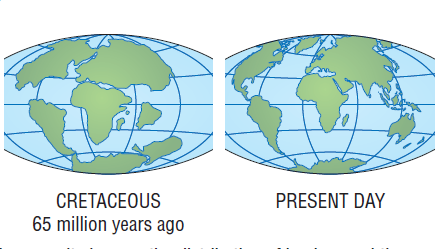 CRETACEOUS
65 million years ago
PRESENT DAY